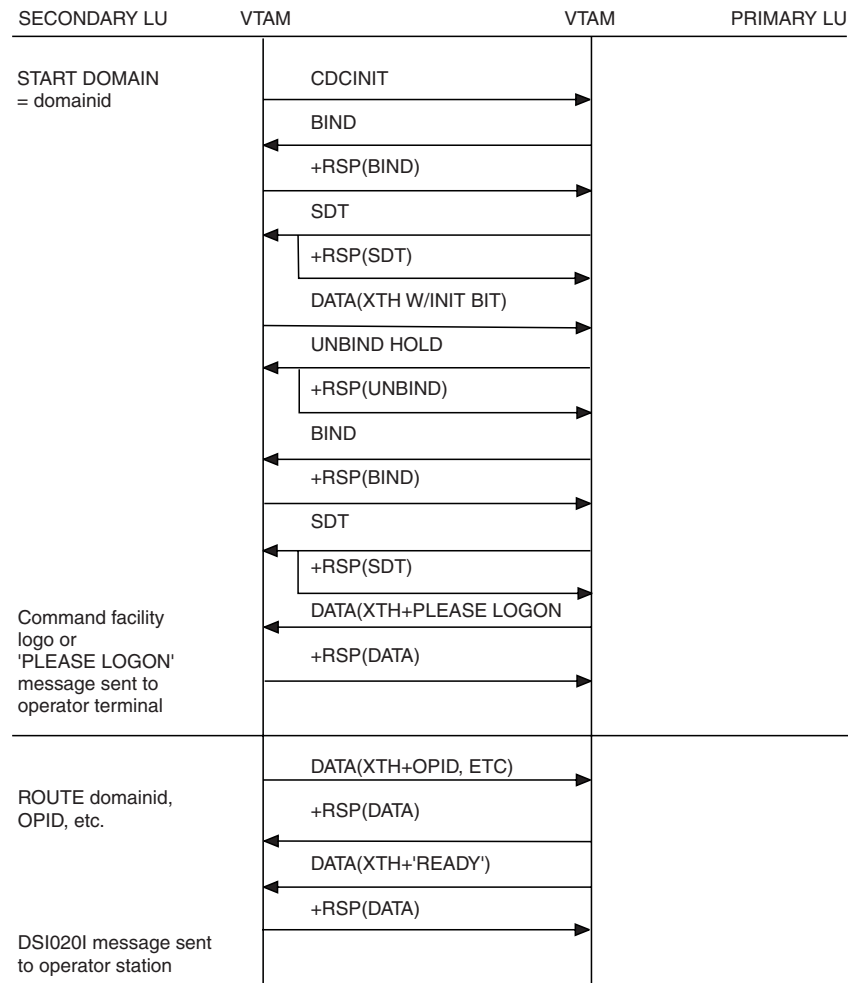 SECONDARY LU VTAM VTAM PRIMARY LU
START DOMAIN
= domainid
CDCINIT
BIND
+RSP(BIND)
SDT
+RSP(SDT)
DATA(XTH W/INIT BIT)
UNBIND HOLD
+RSP(UNBIND)
BIND
+RSP(BIND)
SDT
+RSP(SDT)
DATA(XTH+PLEASE LOGON
Command facility
logo or
'PLEASE LOGON'
message sent to
operator terminal
+RSP(DATA)
DATA(XTH+OPID, ETC)
ROUTE domainid,
OPID, etc.
+RSP(DATA)
DATA(XTH+'READY')
+RSP(DATA)
DSI020I message sent
to operator station